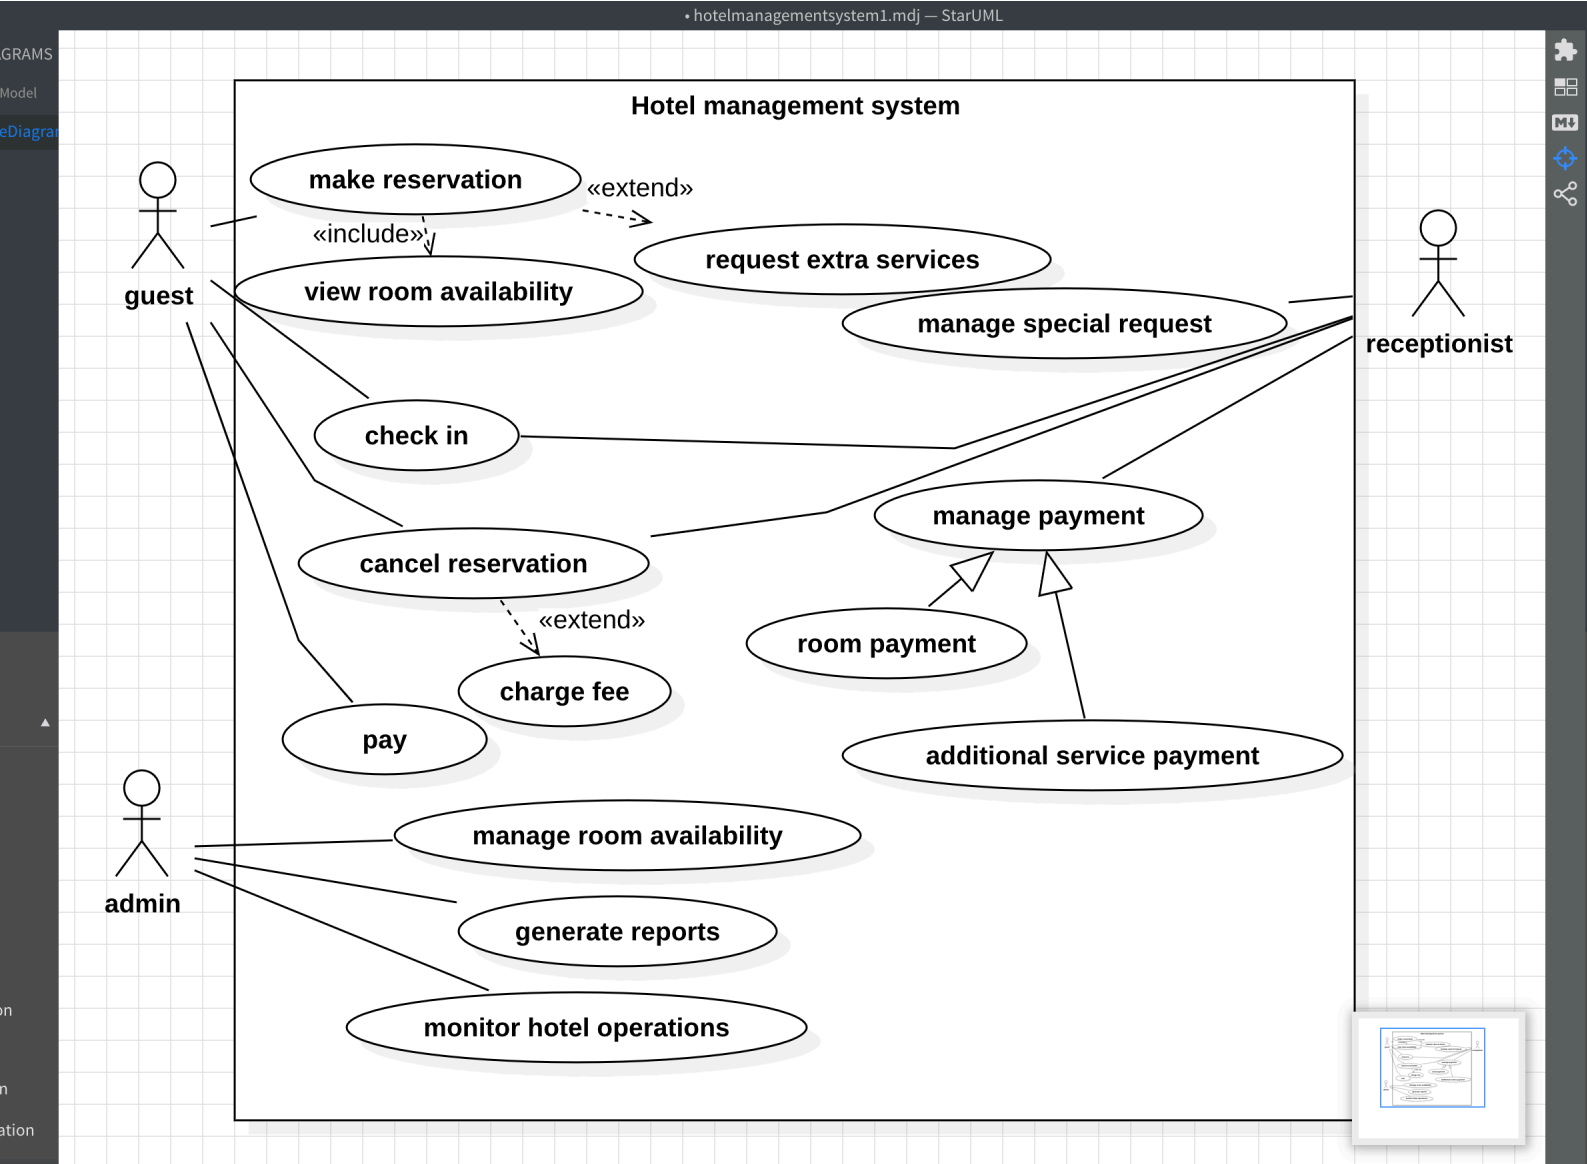 • hotelmanagementsystem1.mdj — StarUML
AGRAMS
Model
eDiagran
Hotel management system
make reservation
«extend»
«include»
request extra services
view room availability
guest
manage special request
receptionist
check in
manage payment
cancel reservation
«extend»
room payment
charge fee
pay
additional service payment
manage room availability
admin
generate reports
on
monitor hotel operations
n
ation